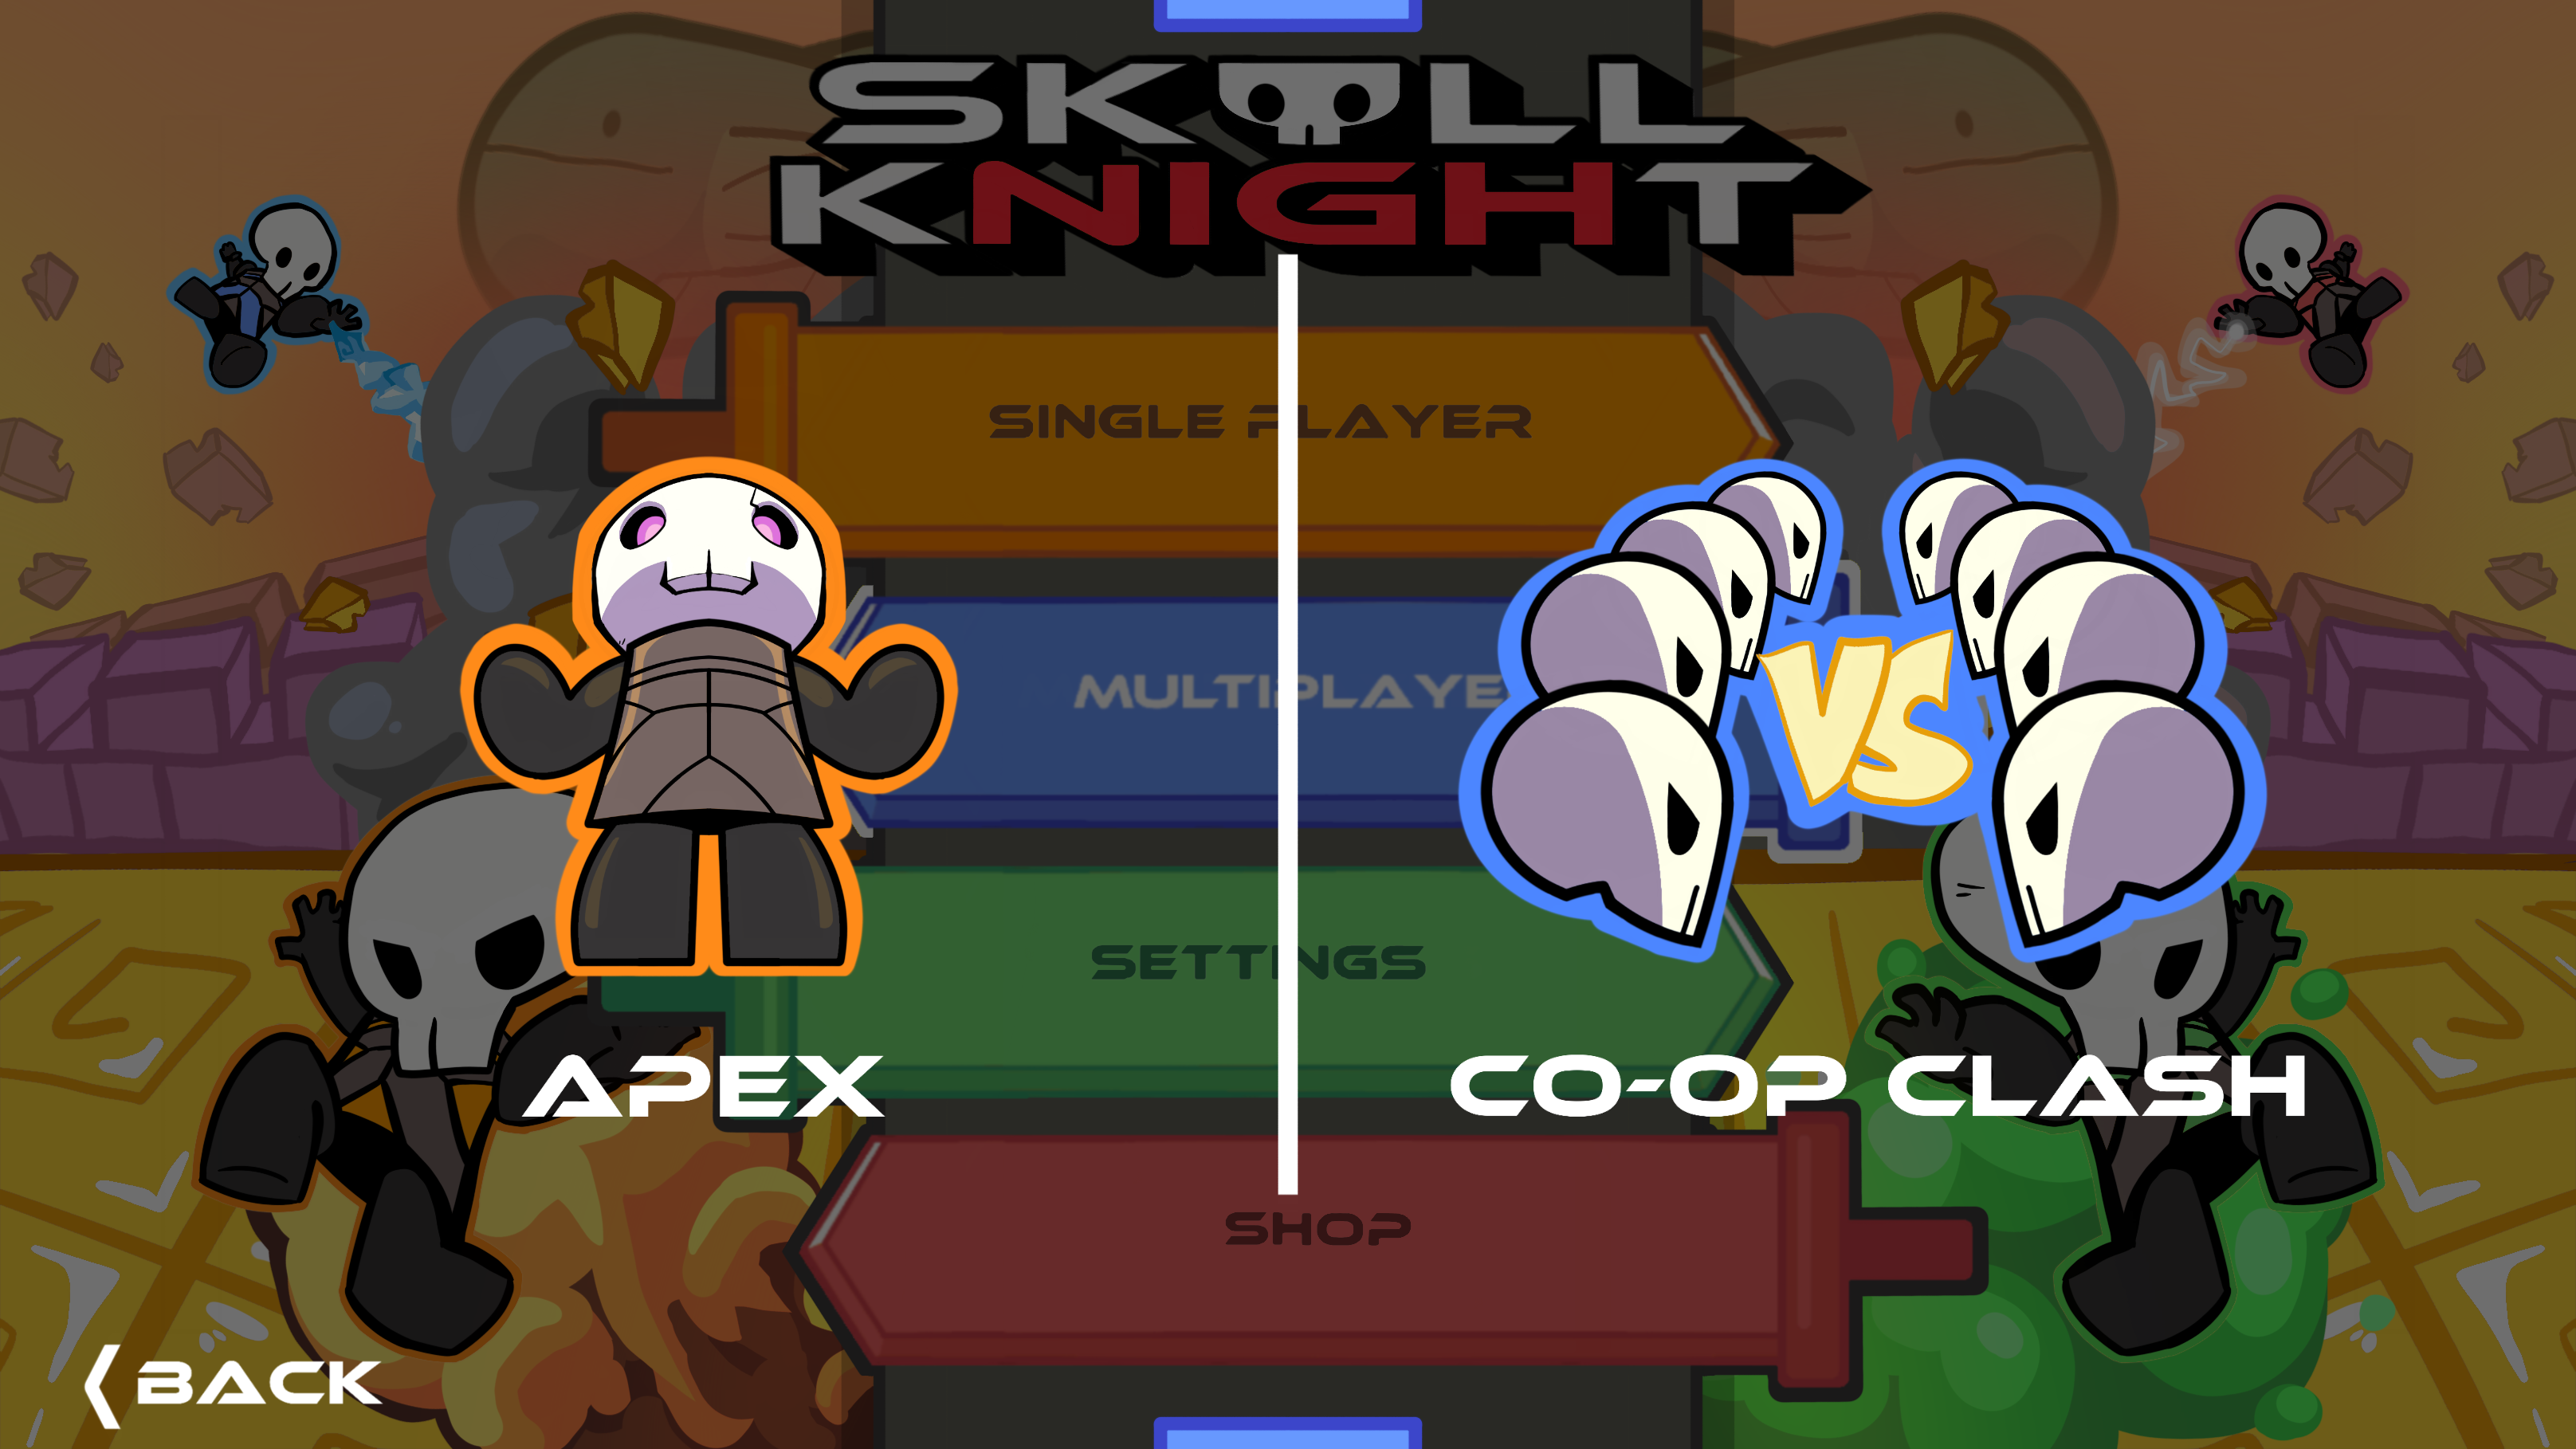 SKULL
KNIGHT
SINGLE PLAYER
MULTIPLAYE
VS
SETTINGS
APEX
CO-OP CLASH
SHOP
BACK